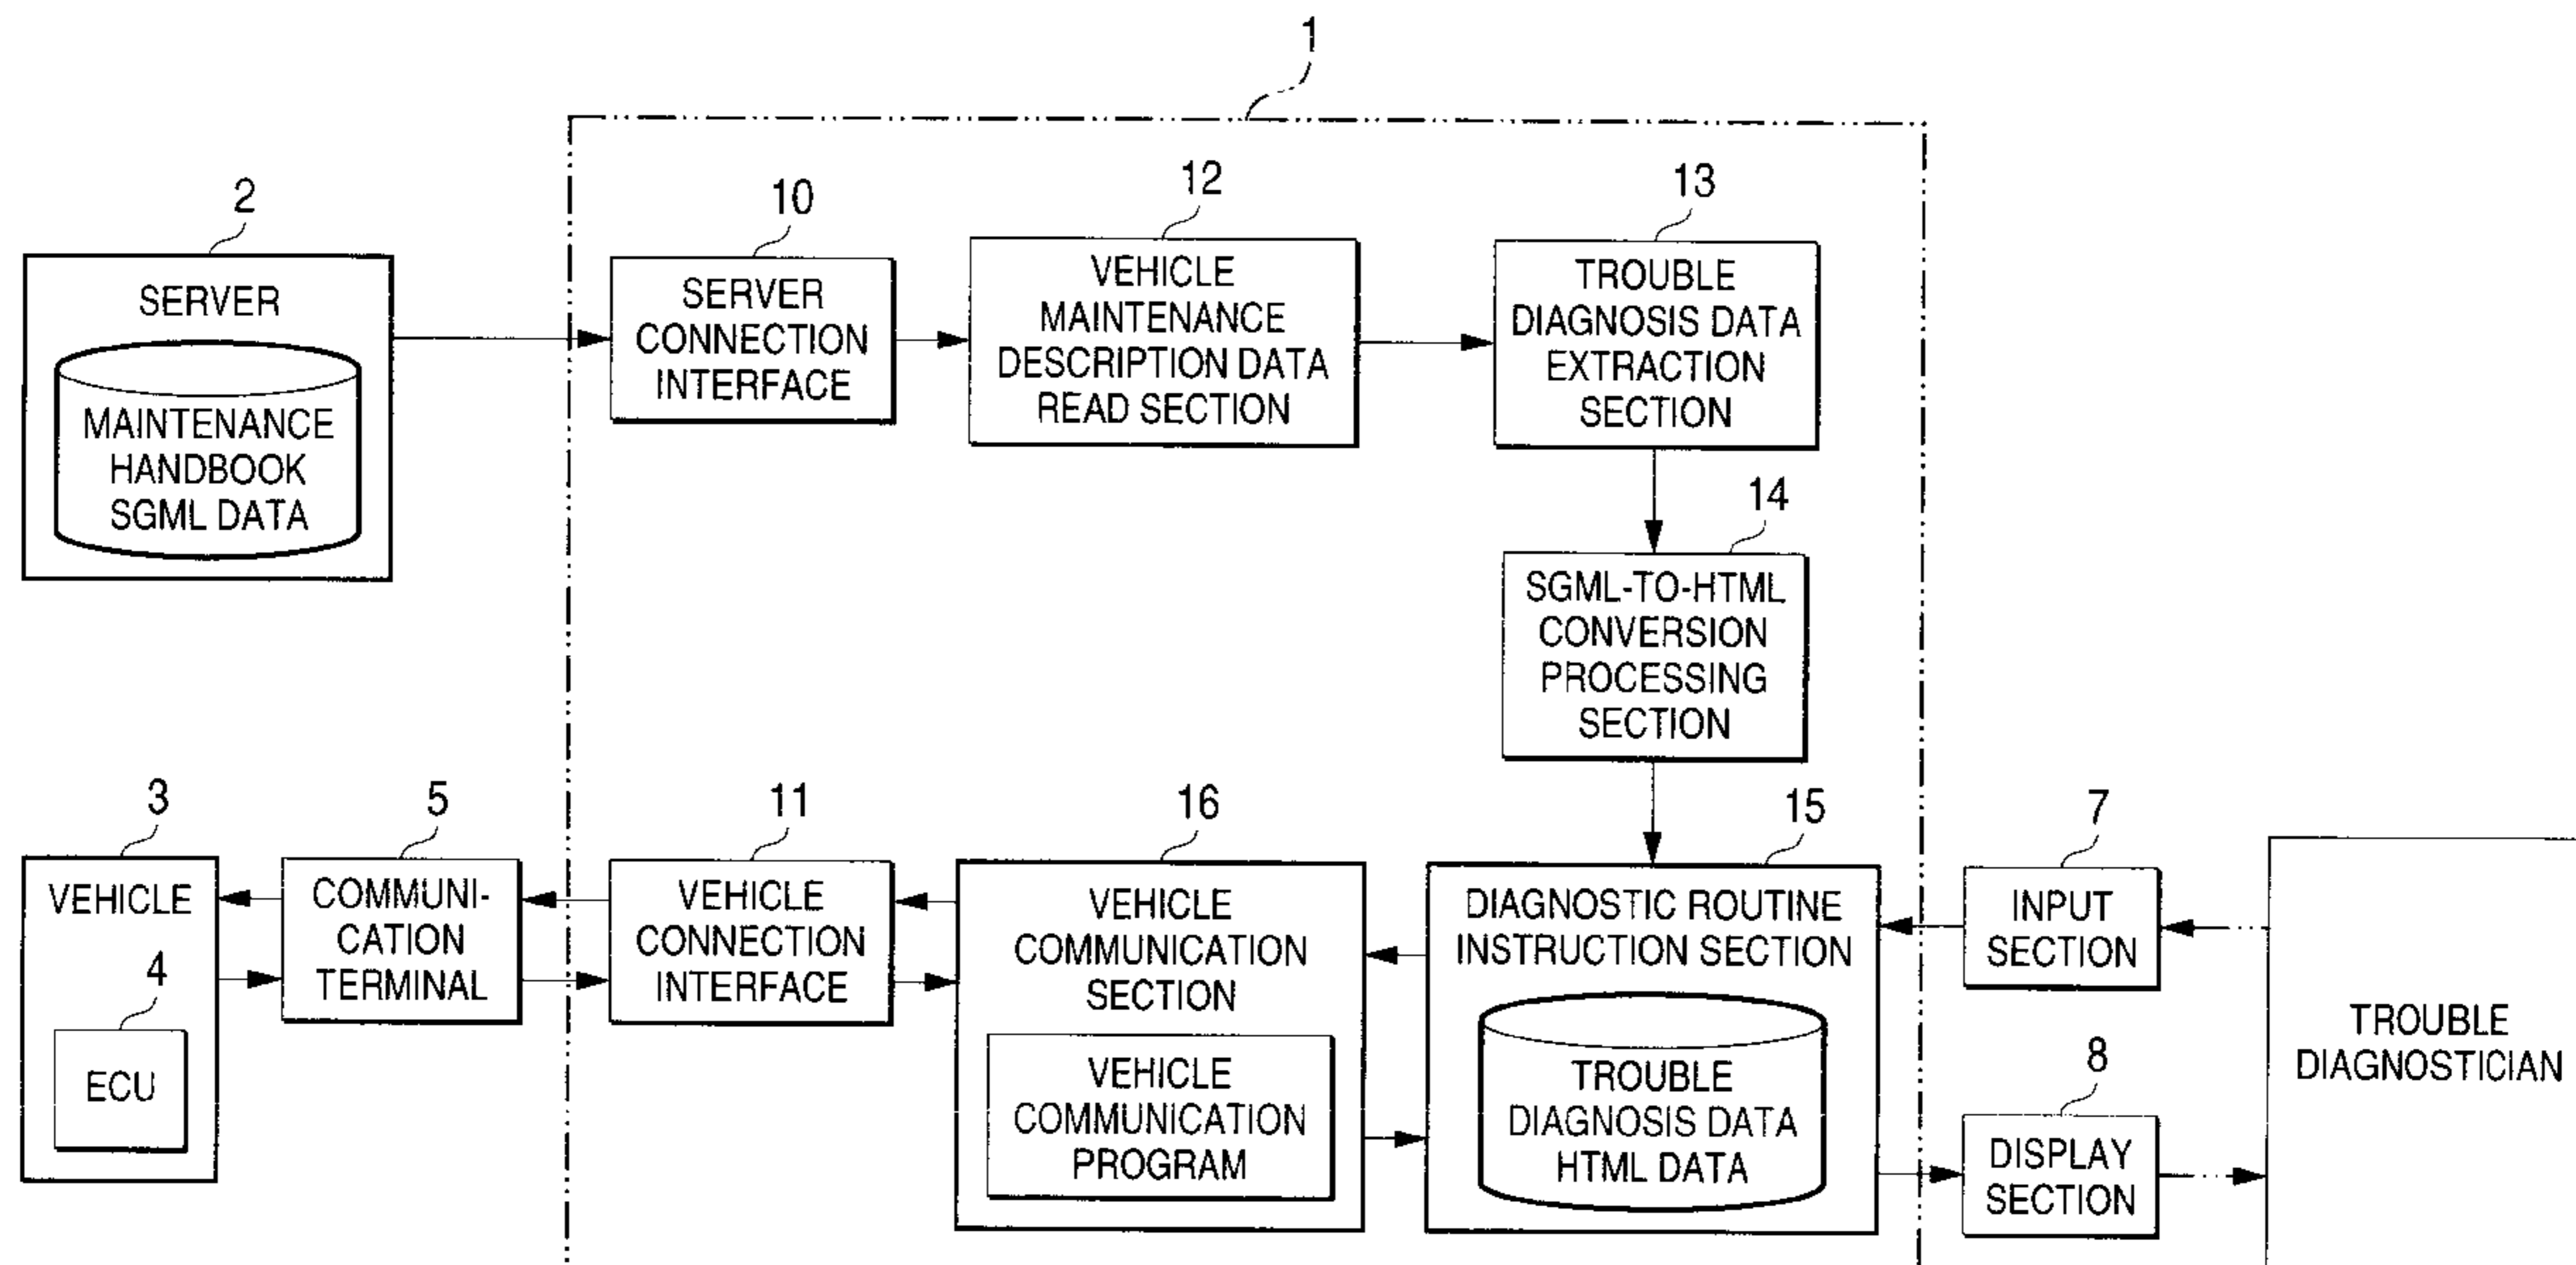 1
2
SERVER
MAINTENANCE
HANDBOOK
SGML DATA
10
SERVER
CONNECTION
INTERFACE
12
VEHICLE
MAINTENANCE
DESCRIPTION DATA
READ SECTION
13
TROUBLE
DIAGNOSIS DATA
EXTRACTION
SECTION
14
SGML-TO-HTML
CONVERSION
PROCESSING
SECTION
3
VEHICLE
4
ECU
5
COMMUNI-
CATION
TERMINAL
11
VEHICLE
CONNECTION
INTERFACE
16
VEHICLE
COMMUNICATION
SECTION
VEHICLE
COMMUNICATION
PROGRAM
15
DIAGNOSTIC ROUTINE
INSTRUCTION SECTION
TROUBLE
DIAGNOSIS DATA
HTML DATA
7
INPUT
SECTION
8
DISPLAY
SECTION
TROUBLE
DIAGNOSTICIAN